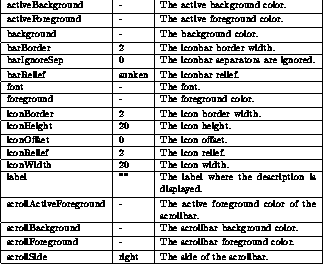 activeBackground - The active background color.
activeForeground - The active foreground color.
background - The background color.
barBorder 2 The iconbar border width.
barIgnoreSep 0 The iconbar separators are ignored.
barRelief sunken The iconbar relief.
font - The font.
foreground - The foreground color.
iconBorder 2 The icon border width.
iconHeight 20 The icon height.
iconOffset 0 The icon offset.
iconRelief 2 The icon relief.
iconWidth 20 The icon width.
label "" The label where the description is
displayed.
scrollActiveForeground - The active foreground color of the
scrollbar.
scrollBackground - The scrollbar background color.
scrollForeground - The scrollbar foreground color.
scrollSide right The side of the scrollbar.